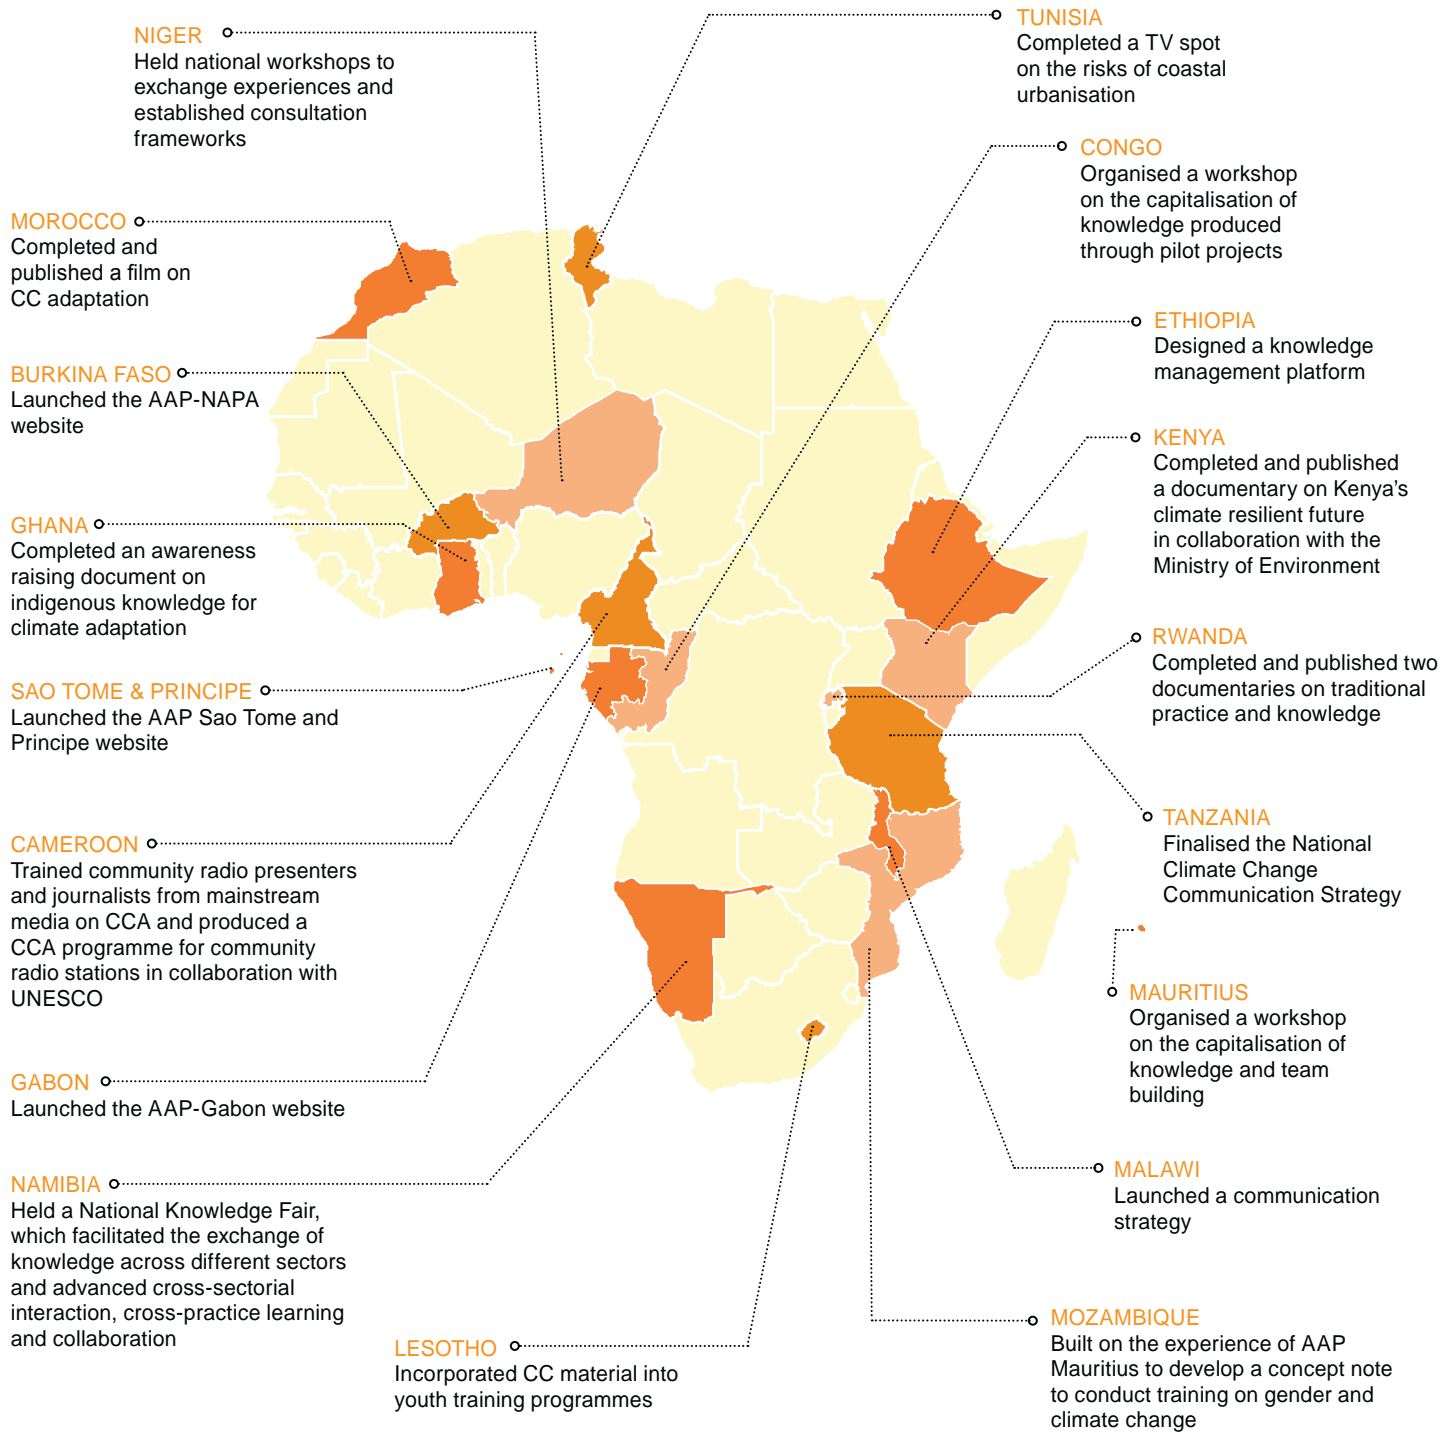 NIGER
Held national workshops to
exchange experiences and
established consultation
frameworks
TUNISIA
Completed a TV spot
on the risks of coastal
urbanisation
CONGO
Organised a workshop
on the capitalisation of
knowledge produced
through pilot projects
MOROCCO
Completed and
published a film on
CC adaptation
ETHIOPIA
Designed a knowledge
management platform
BURKINA FASO
Launched the AAP-NAPA
website
KENYA
Completed and published
a documentary on Kenya’s
climate resilient future
in collaboration with the
Ministry of Environment
GHANA
Completed an awareness
raising document on
indigenous knowledge for
climate adaptation
RWANDA
Completed and published two
documentaries on traditional
practice and knowledge
SAO TOME & PRINCIPE
Launched the AAP Sao Tome and
Principe website
TANZANIA
Finalised the National
Climate Change
Communication Strategy
CAMEROON
Trained community radio presenters
and journalists from mainstream
media on CCA and produced a
CCA programme for community
radio stations in collaboration with
UNESCO
MAURITIUS
Organised a workshop
on the capitalisation of
knowledge and team
building
GABON
Launched the AAP-Gabon website
MALAWI
Launched a communication
strategy
NAMIBIA
Held a National Knowledge Fair,
which facilitated the exchange of
knowledge across different sectors
and advanced cross-sectorial
interaction, cross-practice learning
and collaboration
MOZAMBIQUE
Built on the experience of AAP
Mauritius to develop a concept note
to conduct training on gender and
climate change
LESOTHO
Incorporated CC material into
youth training programmes